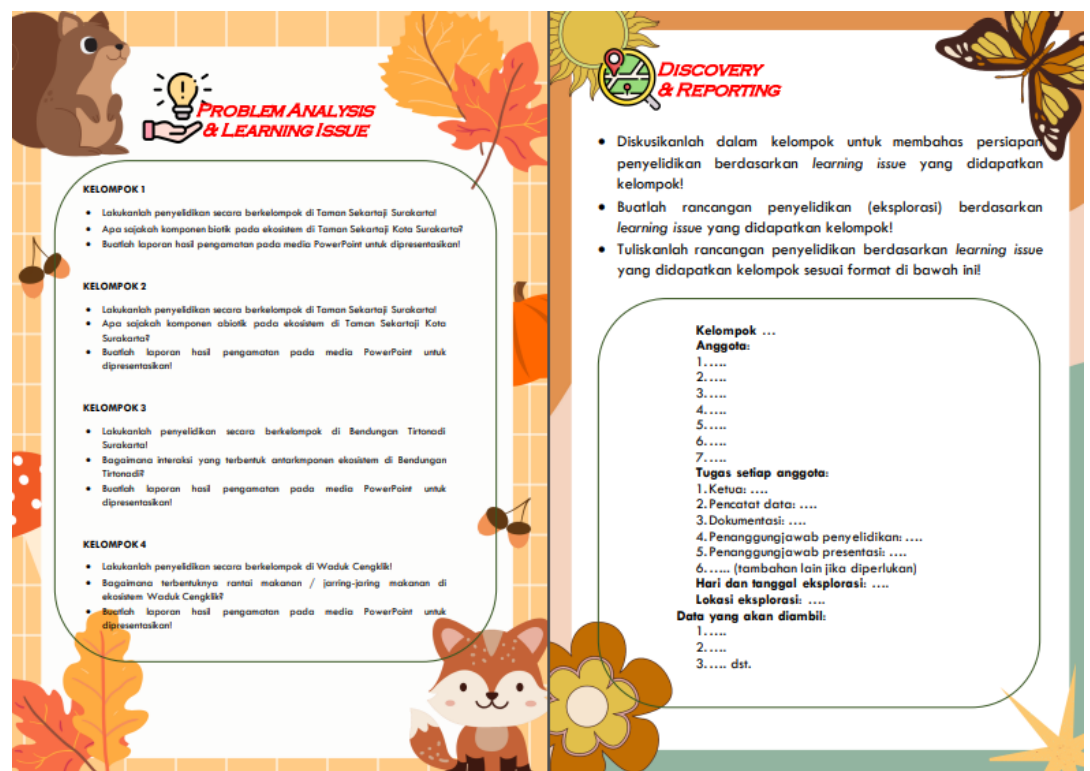 PROBLEM ANALYSIS
& LEARNING ISSUE
KELOMPOK 1
• Lakukanlah penyelidikan secara berkelompok di Taman Sekartaji Surakarta!
• Apa sajakah komponen biotik pada ekosistem di Taman Sekartaji Kota Surakarta?
• Buatlah laporan hasil pengamatan pada media PowerPoint untuk dipresentasikan!
KELOMPOK 2
• Lakukanlah penyelidikan secara berkelompok di Taman Sekartaji Surakarta!
• Apa sajakah komponen abiotik pada ekosistem di Taman Sekartaji Kota
Surakarta?
• Buatlah laporan hasil pengamatan pada media PowerPoint untuk
dipresentasikan!
KELOMPOK 3
• Lakukanlah penyelidikan secara berkelompok di Bendungan Tirtonadi
Surakarta!
• Bagaimana interaksi yang terbentuk antarkmponen ekosistem di Bendungan
Tirtonadi?
• Buatlah laporan hasil pengamatan pada media PowerPoint untuk
dipresentasikan!
KELOMPOK 4
• Lakukanlah penyelidikan secara berkelompok di Waduk Cengklik!
• Bagaimana terbentuknya rantai makanan / jarring-jaring makanan di
ekosistem Waduk Cengklik?
• Buatlah laporan hasil pengamatan pada media PowerPoint untuk
dipresentasikan!
DISCOVERY
& REPORTING
• Diskusikanlah dalam kelompok untuk membahas persiapan
penyelidikan berdasarkan learning issue yang didapatkan
kelompok!
• Buatlah rancangan penyelidikan (eksplorasi) berdasarkan
learning issue yang didapatkan kelompok!
• Tuliskanlah rancangan penyelidikan berdasarkan learning issue
yang didapatkan kelompok sesuai format di bawah ini!
Kelompok ...
Anggota:
1. ....
2. ....
3. ....
4. ....
5. ....
6. ....
7. ....
Tugas setiap anggota:
1. Ketua: ....
2. Pencatat data: ....
3. Dokumentasi: ....
4. Penanggungjawab penyelidikan: ....
5. Penanggungjawab presentasi: ....
6. .... (tambahan lain jika diperlukan)
Hari dan tanggal eksplorasi: ....
Lokasi eksplorasi: ....
Data yang akan diambil:
1. ....
2. ....
3. .... dst.